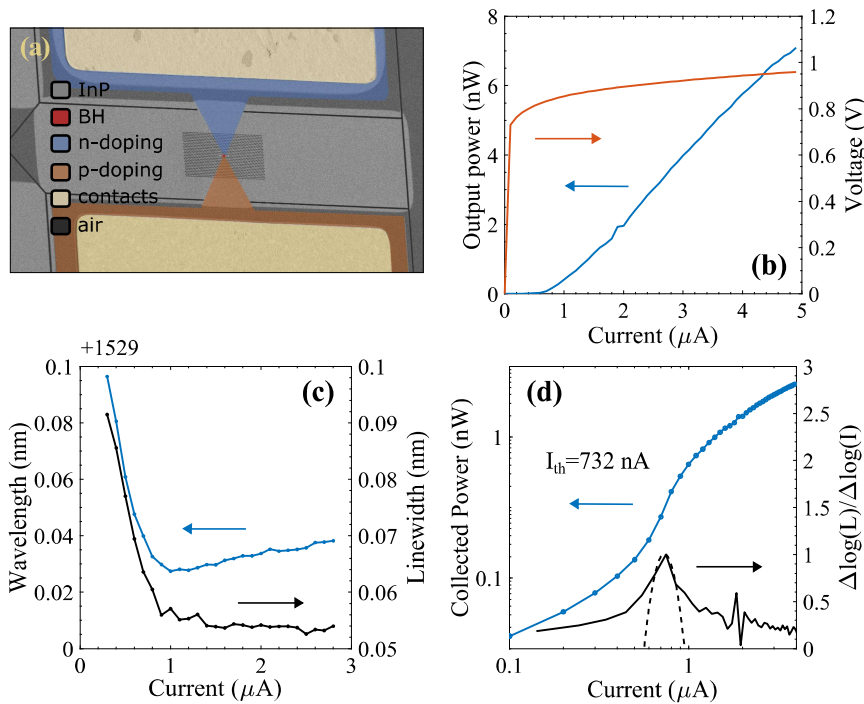 (a)
InP
BH
n-doping
p-doping
contacts
air
8
6
4
2
0
Output power (nW)
1.2
1
0.8
0.6
0.4
0.2
0
Voltage (V)
(b)
0 1 2 3 4 5
Current (μA)
+1529
0.1
0.08
0.06
0.04
0.02
0
Wavelength (nm)
0.1
0.09
0.08
0.07
0.06
0.05
Linewidth (nm)
(c)
0 1 2 3
Current (μA)
1
0.1
Collected Power (nW)
3
2.5
2
1.5
1
0.5
0
Δlog(L)/Δlog(I)
(d)
I_th=732 nA
0.1 1
Current (μA)